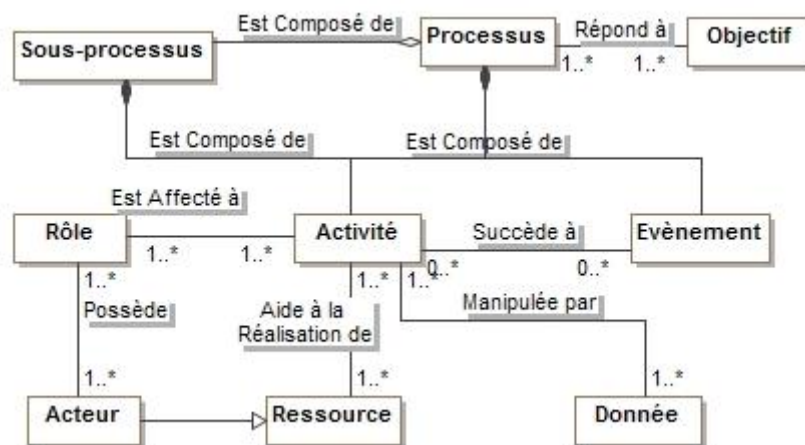 Est Composé de
Sous-processus
Processus
Répond à
Objectif
1..*
1..*
Est Composé de
Est Composé de
Est Affecté à
Rôle
Activité
Succède à
Evènement
1..*
1..*
0..*
0..*
1..*
1..*
1..*
Possède
Aide à la
Réalisation de
Manipulée par
1..*
1..*
1..*
Acteur
Ressource
Donnée